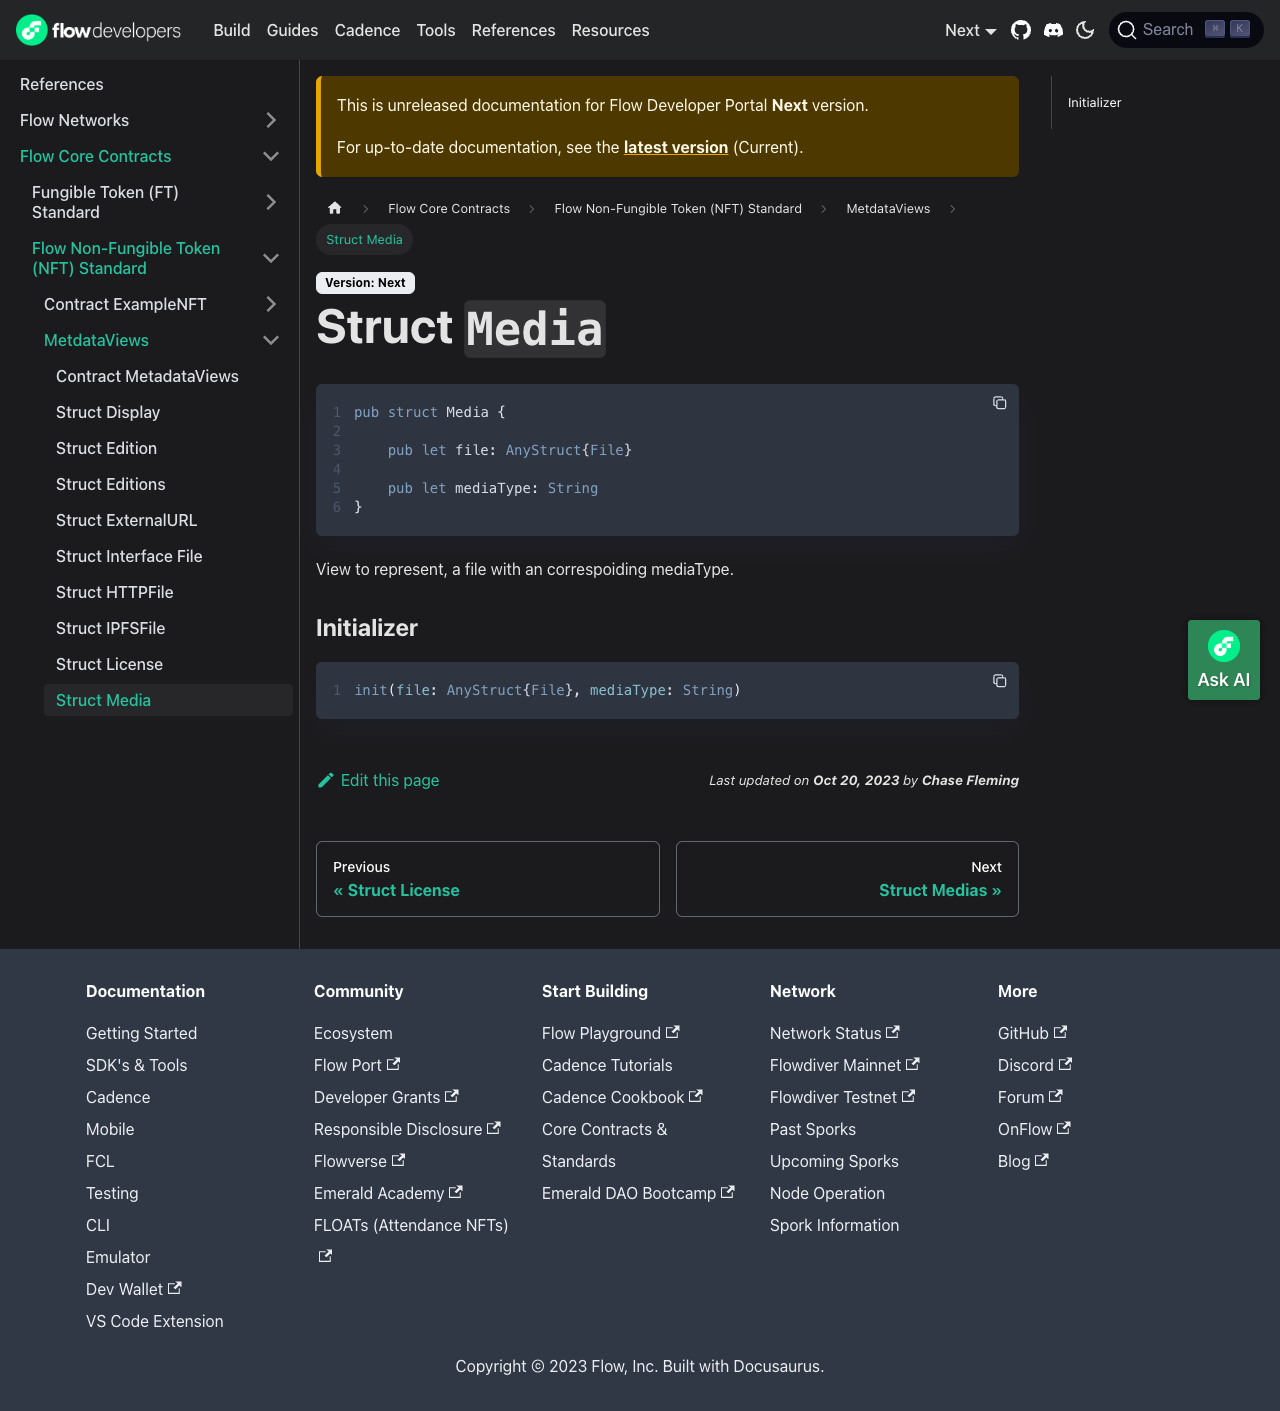 flowdevelopers
Build
Guides
Cadence
Tools
References
Resources
Next
Search
⌘ K
References
Flow Networks
Flow Core Contracts
Fungible Token (FT)
Standard
Flow Non-Fungible Token
(NFT) Standard
Contract ExampleNFT
MetdataViews
Contract MetadataViews
Struct Display
Struct Edition
Struct Editions
Struct ExternalURL
Struct Interface File
Struct HTTPFile
Struct IPFSFile
Struct License
Struct Media
This is unreleased documentation for Flow Developer Portal Next version.
For up-to-date documentation, see the latest version (Current).
Flow Core Contracts
Flow Non-Fungible Token (NFT) Standard
MetdataViews
Struct Media
Version: Next
Struct Media
1 pub struct Media {
2
3     pub let file: AnyStruct{File}
4
5     pub let mediaType: String
6 }
View to represent, a file with an correspoiding mediaType.
Initializer
1 init(file: AnyStruct{File}, mediaType: String)
Edit this page
Last updated on Oct 20, 2023 by Chase Fleming
Previous
« Struct License
Next
Struct Medias »
Initializer
Ask AI
Documentation
Getting Started
SDK's & Tools
Cadence
Mobile
FCL
Testing
CLI
Emulator
Dev Wallet
VS Code Extension
Community
Ecosystem
Flow Port
Developer Grants
Responsible Disclosure
Flowverse
Emerald Academy
FLOATs (Attendance NFTs)
Start Building
Flow Playground
Cadence Tutorials
Cadence Cookbook
Core Contracts &
Standards
Emerald DAO Bootcamp
Network
Network Status
Flowdiver Mainnet
Flowdiver Testnet
Past Sporks
Upcoming Sporks
Node Operation
Spork Information
More
GitHub
Discord
Forum
OnFlow
Blog
Copyright © 2023 Flow, Inc. Built with Docusaurus.